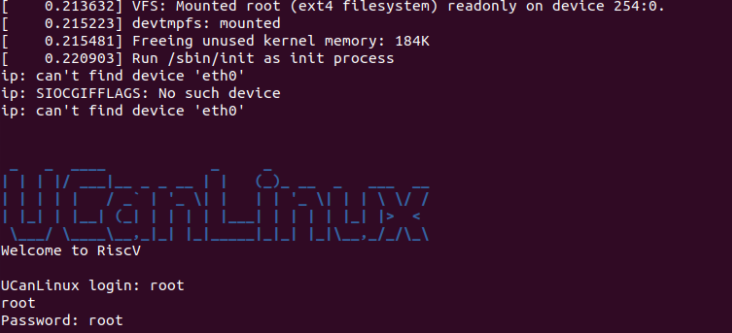 [    0.213632] VFS: Mounted root (ext4 filesystem) readonly on device 254:0.
[    0.215223] devtmpfs: mounted
[    0.215481] Freeing unused kernel memory: 184K
[    0.220903] Run /sbin/init as init process
ip: can't find device 'eth0'
ip: SIOCGIFFLAGS: No such device
ip: can't find device 'eth0'
UCanLinux
Welcome to RiscV
UCanLinux login: root
root
Password: root